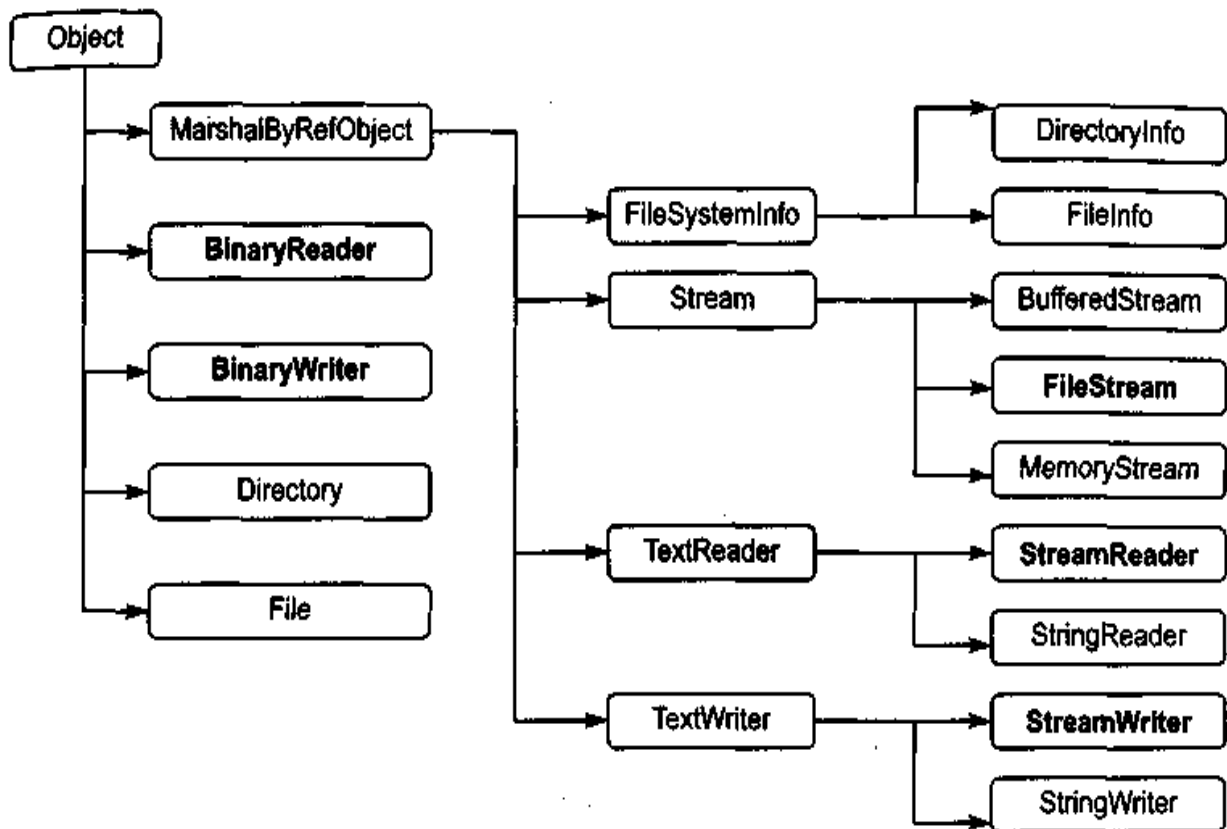 Object
MarshalByRefObject
DirectoryInfo
FileSystemInfo
FileInfo
BinaryReader
Stream
BufferedStream
BinaryWriter
FileStream
MemoryStream
Directory
TextReader
StreamReader
File
StringReader
TextWriter
StreamWriter
StringWriter